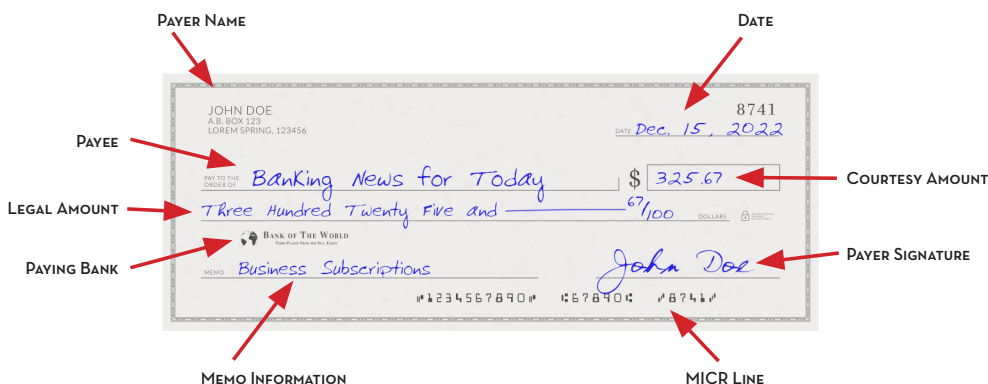 PAYER NAME
DATE
JOHN DOE
A.B. BOX 123
LOREM SPRING, 123456
8741
DATE Dec. 15, 2022
PAYEE
PAY TO THE
ORDER OF Banking News for Today $ 325.67
COURTESY AMOUNT
LEGAL AMOUNT
Three Hundred Twenty Five and 67/100 DOLLARS
BANK OF THE WORLD
PAYING BANK
MEMO Business Subscriptions
John Doe
PAYER SIGNATURE
⑈1234567890⑈ ⑆67890⑆ ⑈8741⑈
MEMO INFORMATION
MICR LINE